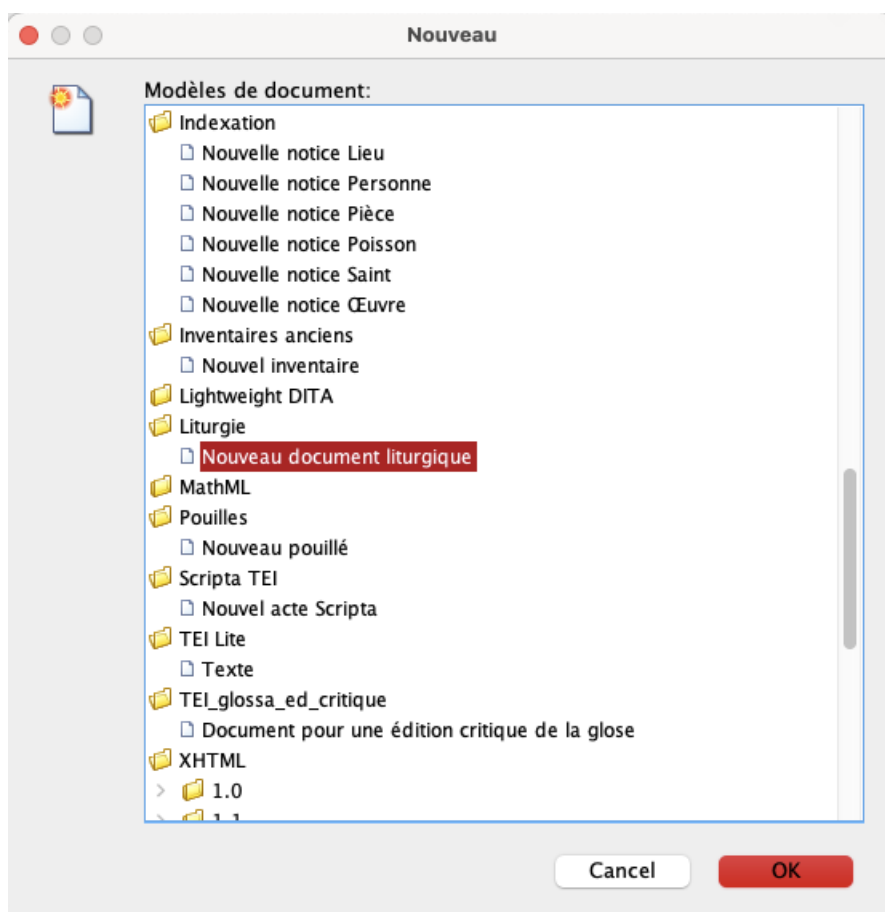 Nouveau
Modèles de document:
Indexation
Nouvelle notice Lieu
Nouvelle notice Personne
Nouvelle notice Pièce
Nouvelle notice Poisson
Nouvelle notice Saint
Nouvelle notice Œuvre
Inventaires anciens
Nouvel inventaire
Lightweight DITA
Liturgie
Nouveau document liturgique
MathML
Pouilles
Nouveau pouillé
Scripta TEI
Nouvel acte Scripta
TEI Lite
Texte
TEI_glossa_ed_critique
Document pour une édition critique de la glose
XHTML
1.0
1.1
Cancel OK